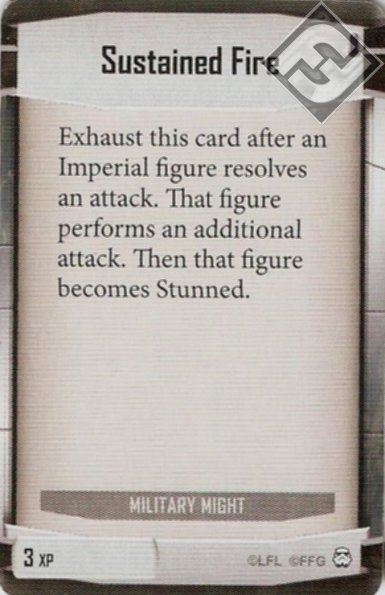 Sustained Fire
Exhaust this card after an
Imperial figure resolves
an attack. That figure
performs an additional
attack. Then that figure
becomes Stunned.
MILITARY MIGHT
3 XP
©LFL ©FFG